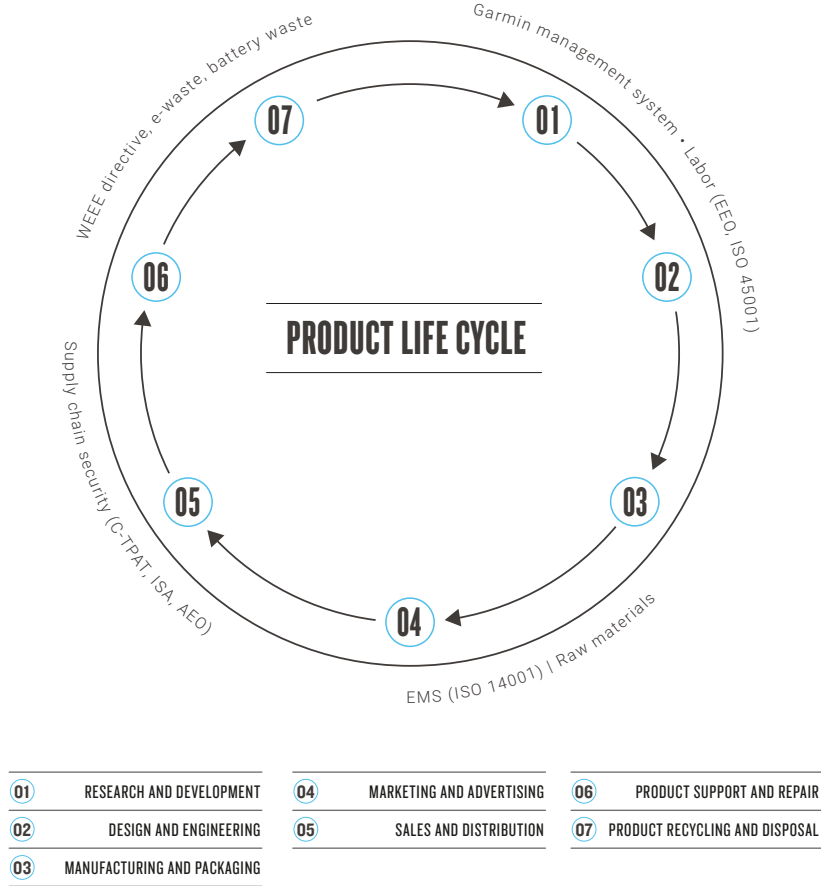 Garmin management system • Labor (EEO, ISO 45001)
WEEE directive, e-waste, battery waste
07
01
06
02
PRODUCT LIFE CYCLE
Supply chain security (C-TPAT, ISA, AEO)
05
03
04
EMS (ISO 14001) | Raw materials
01 RESEARCH AND DEVELOPMENT
02 DESIGN AND ENGINEERING
03 MANUFACTURING AND PACKAGING
04 MARKETING AND ADVERTISING
05 SALES AND DISTRIBUTION
06 PRODUCT SUPPORT AND REPAIR
07 PRODUCT RECYCLING AND DISPOSAL